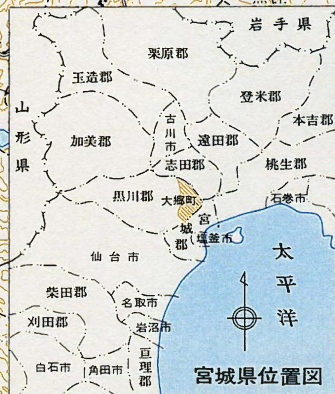 岩手県
栗原郡
玉造郡
登米郡
本吉郡
山形県
古川市
加美郡
遠田郡
志田郡
桃生郡
石巻市
黒川郡
大郷町
宮城郡
塩釜市
仙台市
太平洋
柴田郡
名取市
刈田郡
岩沼市
亘理郡
白石市
角田市
宮城県位置図